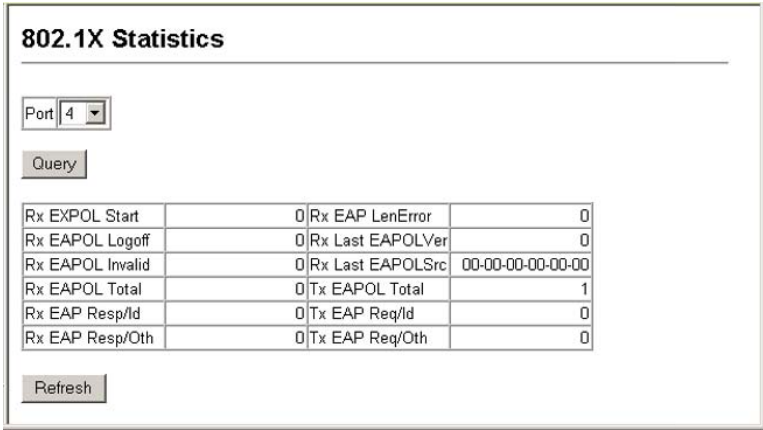 802.1X Statistics
Port 4
Query
Rx EXPOL Start 0 Rx EAP LenError 0
Rx EAPOL Logoff 0 Rx Last EAPOLVer 0
Rx EAPOL Invalid 0 Rx Last EAPOLSrc 00-00-00-00-00-00
Rx EAPOL Total 0 Tx EAPOL Total 1
Rx EAP Resp/Id 0 Tx EAP Req/Id 0
Rx EAP Resp/Oth 0 Tx EAP Req/Oth 0
Refresh